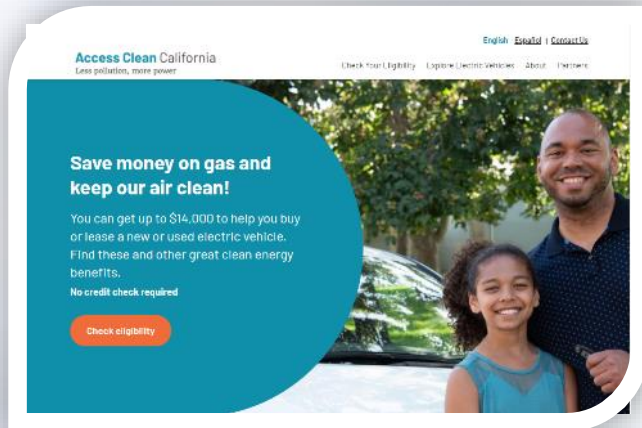 English Español | Contact Us
Access Clean California
Less pollution, more power
Check Your Eligibility Explore Electric Vehicles About Partners
Save money on gas and
keep our air clean!
You can get up to $14,000 to help you buy
or lease a new or used electric vehicle.
Find these and other great clean energy
benefits.
No credit check required
Check eligibility